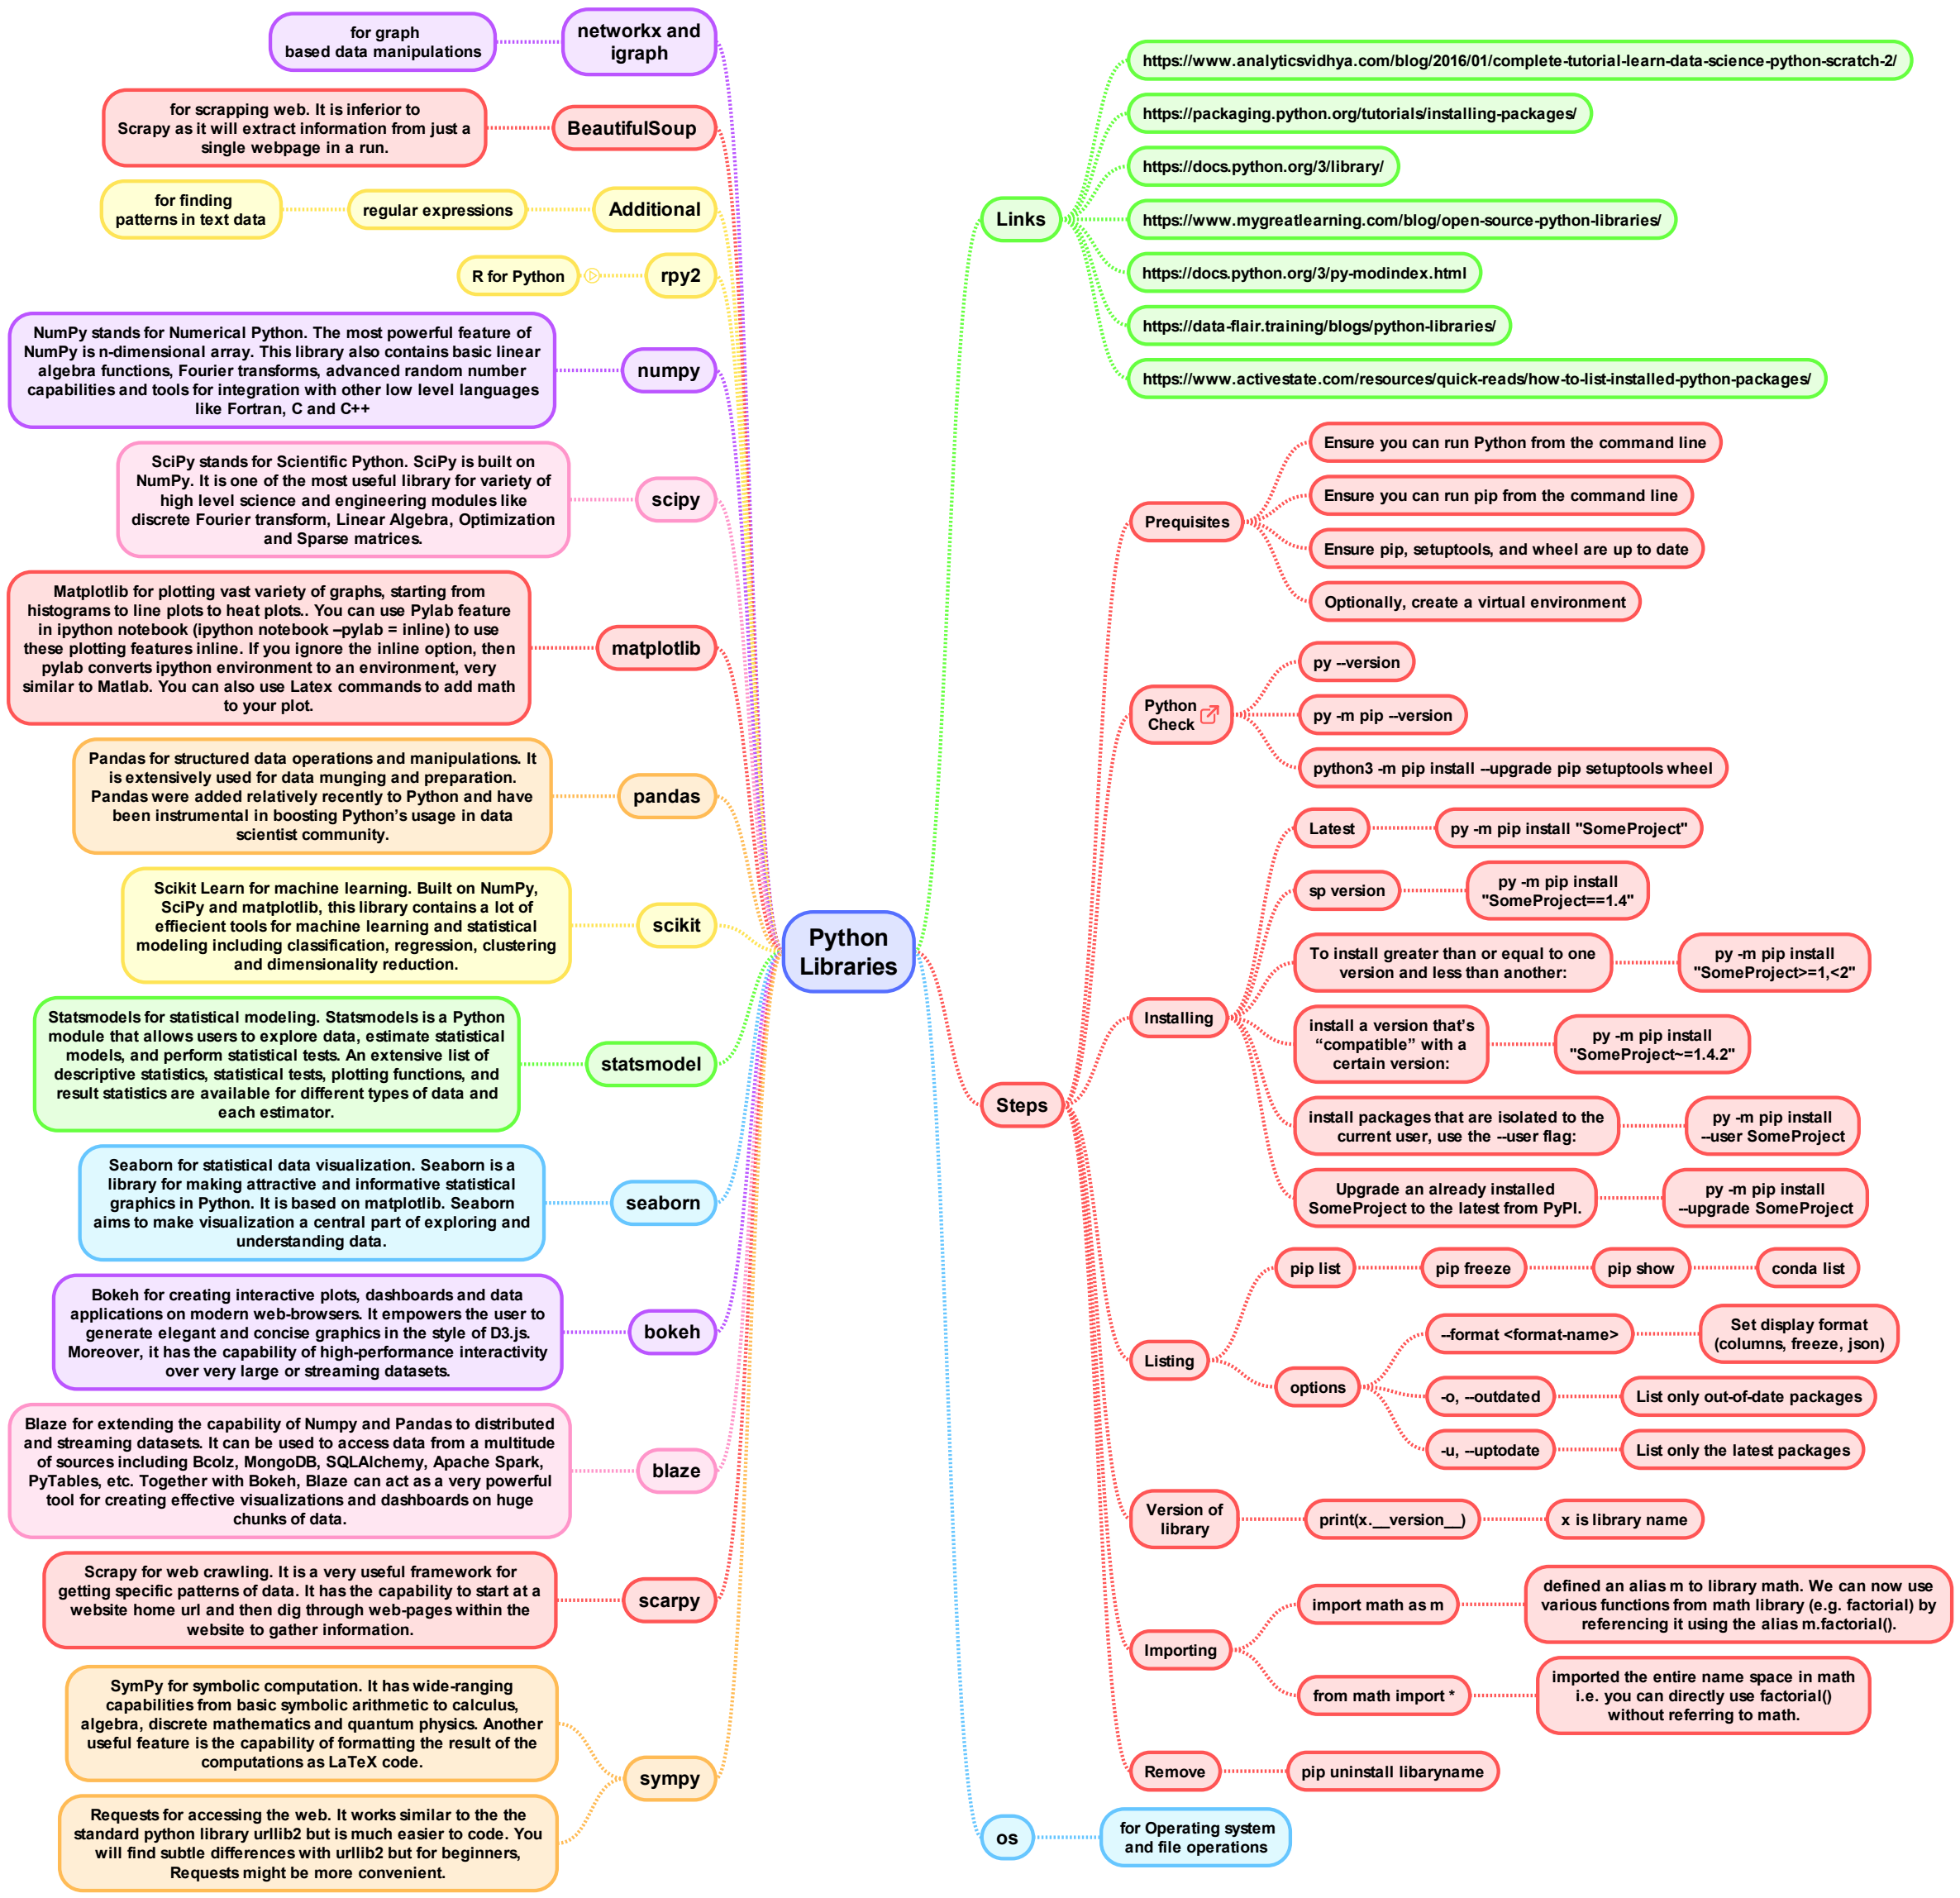 Python
Libraries
networkx and
igraph
for graph
based data manipulations
BeautifulSoup
for scrapping web. It is inferior to
Scrapy as it will extract information from just a
single webpage in a run.
Additional
regular expressions
for finding
patterns in text data
rpy2
R for Python
numpy
NumPy stands for Numerical Python. The most powerful feature of
NumPy is n-dimensional array. This library also contains basic linear
algebra functions, Fourier transforms, advanced random number
capabilities and tools for integration with other low level languages
like Fortran, C and C++
scipy
SciPy stands for Scientific Python. SciPy is built on
NumPy. It is one of the most useful library for variety of
high level science and engineering modules like
discrete Fourier transform, Linear Algebra, Optimization
and Sparse matrices.
matplotlib
Matplotlib for plotting vast variety of graphs, starting from
histograms to line plots to heat plots.. You can use Pylab feature
in ipython notebook (ipython notebook –pylab = inline) to use
these plotting features inline. If you ignore the inline option, then
pylab converts ipython environment to an environment, very
similar to Matlab. You can also use Latex commands to add math
to your plot.
pandas
Pandas for structured data operations and manipulations. It
is extensively used for data munging and preparation.
Pandas were added relatively recently to Python and have
been instrumental in boosting Python’s usage in data
scientist community.
scikit
Scikit Learn for machine learning. Built on NumPy,
SciPy and matplotlib, this library contains a lot of
effiecient tools for machine learning and statistical
modeling including classification, regression, clustering
and dimensionality reduction.
statsmodel
Statsmodels for statistical modeling. Statsmodels is a Python
module that allows users to explore data, estimate statistical
models, and perform statistical tests. An extensive list of
descriptive statistics, statistical tests, plotting functions, and
result statistics are available for different types of data and
each estimator.
seaborn
Seaborn for statistical data visualization. Seaborn is a
library for making attractive and informative statistical
graphics in Python. It is based on matplotlib. Seaborn
aims to make visualization a central part of exploring and
understanding data.
bokeh
Bokeh for creating interactive plots, dashboards and data
applications on modern web-browsers. It empowers the user to
generate elegant and concise graphics in the style of D3.js.
Moreover, it has the capability of high-performance interactivity
over very large or streaming datasets.
blaze
Blaze for extending the capability of Numpy and Pandas to distributed
and streaming datasets. It can be used to access data from a multitude
of sources including Bcolz, MongoDB, SQLAlchemy, Apache Spark,
PyTables, etc. Together with Bokeh, Blaze can act as a very powerful
tool for creating effective visualizations and dashboards on huge
chunks of data.
scarpy
Scrapy for web crawling. It is a very useful framework for
getting specific patterns of data. It has the capability to start at a
website home url and then dig through web-pages within the
website to gather information.
sympy
SymPy for symbolic computation. It has wide-ranging
capabilities from basic symbolic arithmetic to calculus,
algebra, discrete mathematics and quantum physics. Another
useful feature is the capability of formatting the result of the
computations as LaTeX code.
Requests for accessing the web. It works similar to the the
standard python library urllib2 but is much easier to code. You
will find subtle differences with urllib2 but for beginners,
Requests might be more convenient.
Links
https://www.analyticsvidhya.com/blog/2016/01/complete-tutorial-learn-data-science-python-scratch-2/
https://packaging.python.org/tutorials/installing-packages/
https://docs.python.org/3/library/
https://www.mygreatlearning.com/blog/open-source-python-libraries/
https://docs.python.org/3/py-modindex.html
https://data-flair.training/blogs/python-libraries/
https://www.activestate.com/resources/quick-reads/how-to-list-installed-python-packages/
Steps
Prequisites
Ensure you can run Python from the command line
Ensure you can run pip from the command line
Ensure pip, setuptools, and wheel are up to date
Optionally, create a virtual environment
Python
Check
py --version
py -m pip --version
python3 -m pip install --upgrade pip setuptools wheel
Installing
Latest
py -m pip install "SomeProject"
sp version
py -m pip install
"SomeProject==1.4"
To install greater than or equal to one
version and less than another:
py -m pip install
"SomeProject>=1,<2"
install a version that’s
“compatible” with a
certain version:
py -m pip install
"SomeProject~=1.4.2"
install packages that are isolated to the
current user, use the --user flag:
py -m pip install
--user SomeProject
Upgrade an already installed
SomeProject to the latest from PyPI.
py -m pip install
--upgrade SomeProject
Listing
pip list
pip freeze
pip show
conda list
options
--format <format-name>
Set display format
(columns, freeze, json)
-o, --outdated
List only out-of-date packages
-u, --uptodate
List only the latest packages
Version of
library
print(x.__version__)
x is library name
Importing
import math as m
defined an alias m to library math. We can now use
various functions from math library (e.g. factorial) by
referencing it using the alias m.factorial().
from math import *
imported the entire name space in math
i.e. you can directly use factorial()
without referring to math.
Remove
pip uninstall libaryname
os
for Operating system
and file operations